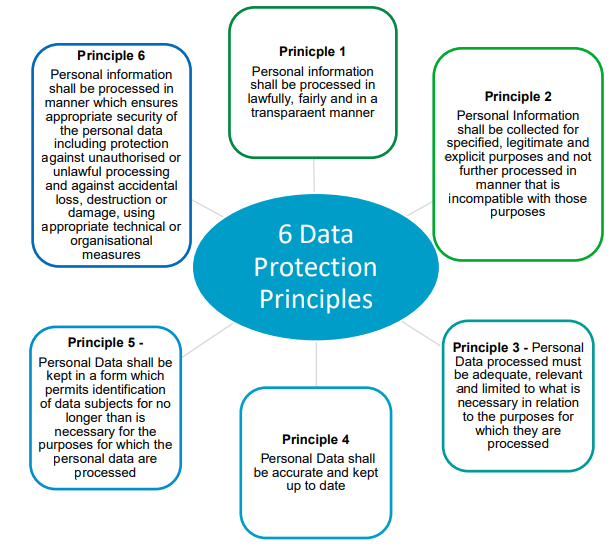 Prinicple 1
Personal information
shall be processed in
lawfully, fairly and in a
transparaent manner
Principle 2
Personal Information
shall be collected for
specified, legitimate and
explicit purposes and not
further processed in
manner that is
incompatible with those
purposes
Principle 3 - Personal
Data processed must
be adequate, relevant
and limited to what is
necessary in relation
to the purposes for
which they are
processed
Principle 4
Personal Data shall
be accurate and kept
up to date
Principle 5 -
Personal Data shall be
kept in a form which
permits identification
of data subjects for no
longer than is
necessary for the
purposes for which the
personal data are
processed
Principle 6
Personal information
shall be processed in
manner which ensures
appropriate security of
the personal data
including protection
against unauthorised or
unlawful processing
and against accidental
loss, destruction or
damage, using
appropriate technical or
organisational
measures
6 Data
Protection
Principles